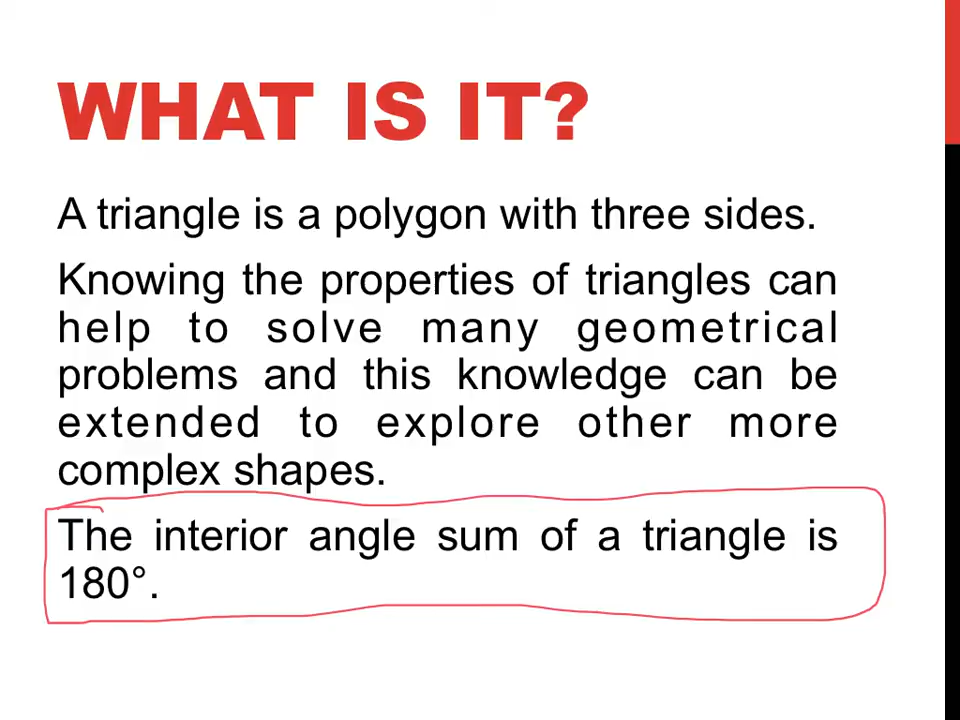 WHAT IS IT?
A triangle is a polygon with three sides.
Knowing the properties of triangles can
help to solve many geometrical
problems and this knowledge can be
extended to explore other more
complex shapes.
The interior angle sum of a triangle is
180°.